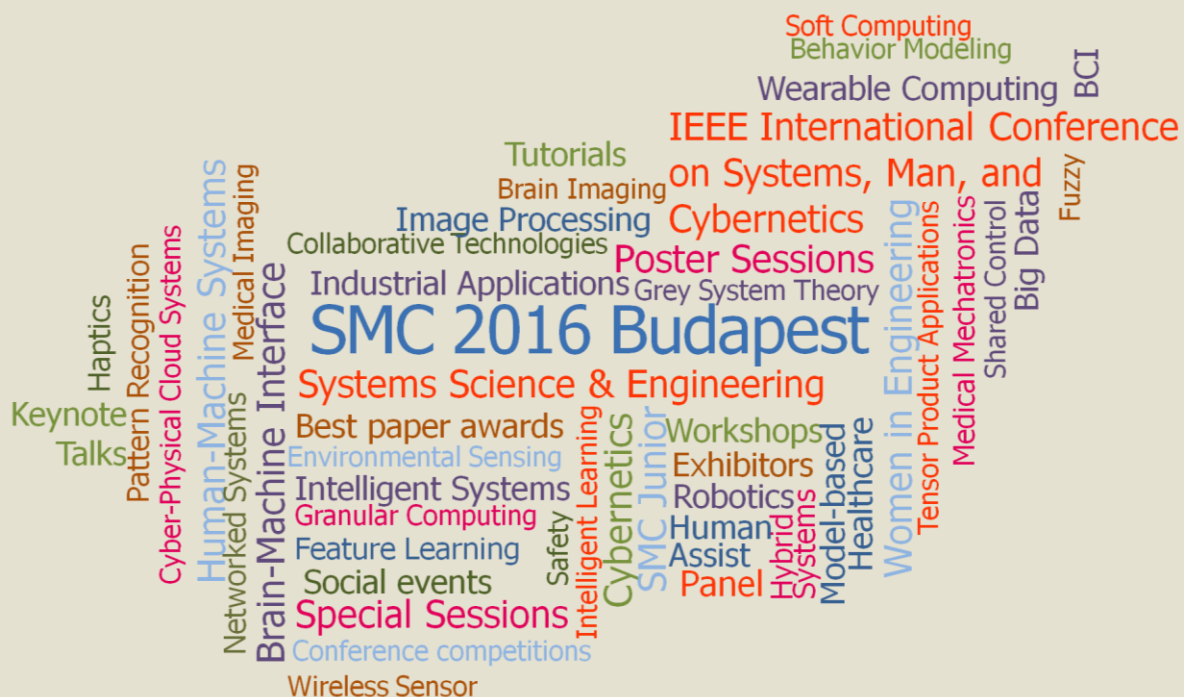 Soft Computing
Behavior Modeling
Wearable Computing
BCI
IEEE International Conference
on Systems, Man, and
Cybernetics
Fuzzy
Tutorials
Brain Imaging
Image Processing
Collaborative Technologies
Poster Sessions
Industrial Applications
Grey System Theory
SMC 2016 Budapest
Systems Science & Engineering
Haptics
Keynote
Talks
Pattern Recognition
Cyber-Physical Cloud Systems
Human-Machine Systems
Medical Imaging
Networked Systems
Brain-Machine Interface
Best paper awards
Environmental Sensing
Intelligent Systems
Granular Computing
Feature Learning
Social events
Special Sessions
Conference competitions
Wireless Sensor
Safety
Intelligent Learning
Cybernetics
SMC Junior
Workshops
Exhibitors
Robotics
Human
Assist
Panel
Hybrid
Systems
Model-based
Healthcare
Women in Engineering
Tensor Product Applications
Medical Mechatronics
Shared Control
Big Data